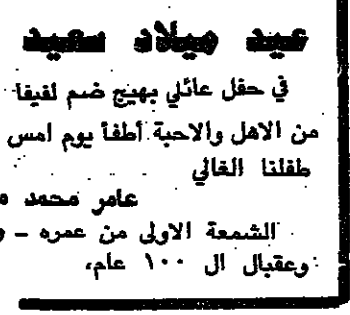 عيد ميلاد سعيد
في حفل عائلي بهيج ضم لفيفا
من الاهل والاحبة أطفأ يوم امس
طفلنا الغالي
عامر محمد
الشمعة الاولى من عمره –
وعقبال ال ١٠٠ عام،